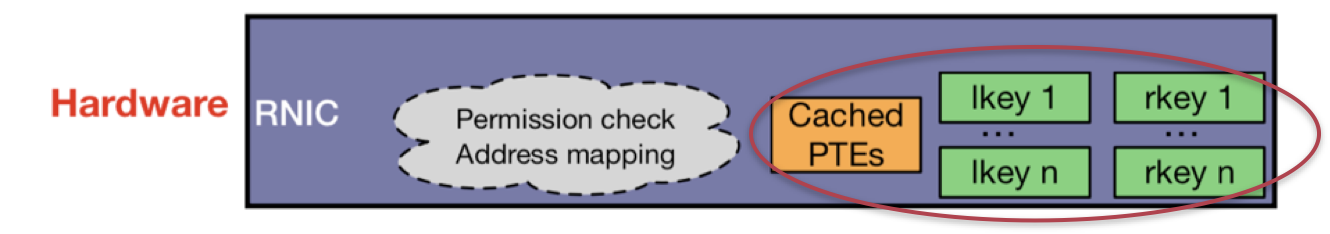 Hardware
RNIC
Permission check
Address mapping
Cached
PTEs
lkey 1
...
lkey n
rkey 1
...
rkey n